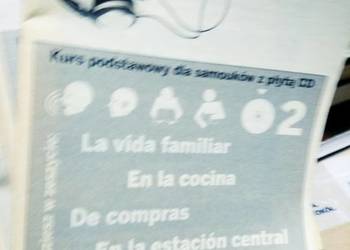 Kurs podstawowy dla samouków z płytą CD
2
La vida familiar
En la cocina
De compras
En la estación central
w zeszycie: